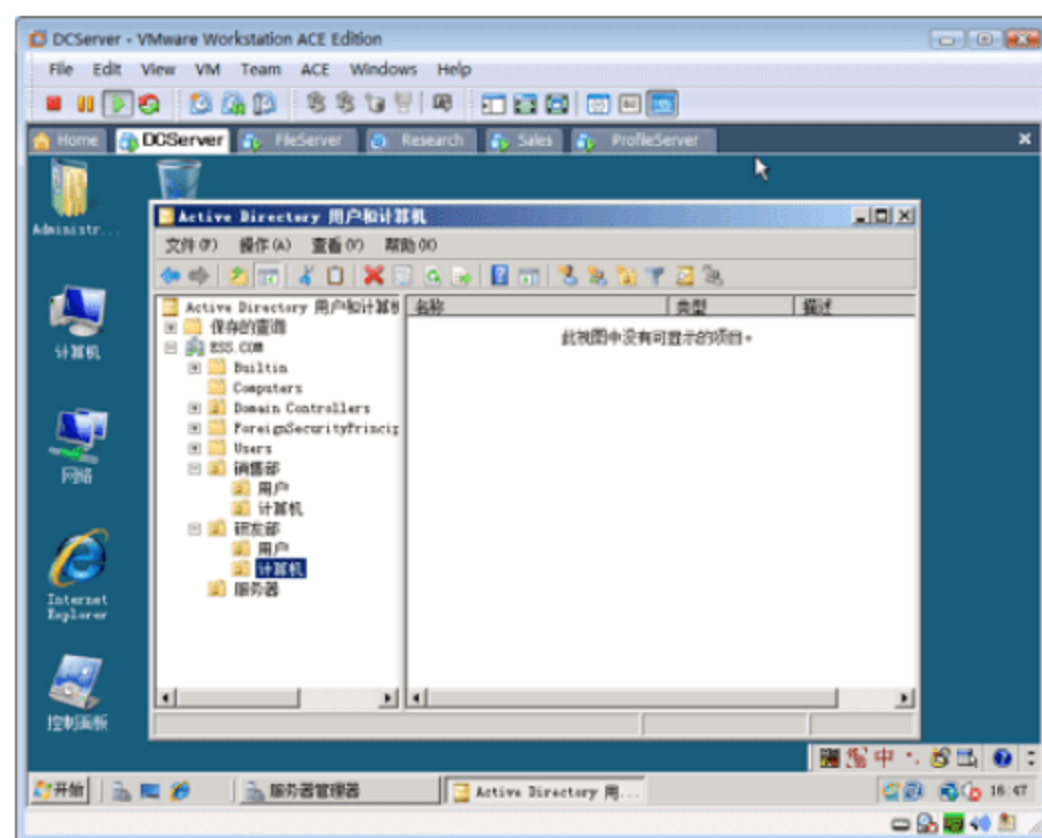 DCServer - VMware Workstation ACE Edition
File Edit View VM Team ACE Windows Help
Home DCServer FileServer Research Sales ProfileServer
Administr...
Active Directory 用户和计算机
文件(F) 操作(A) 查看(V) 帮助(H)
Active Directory 用户和计算机 名称 类型 描述
保存的查询
此视图中没有可显示的项目。
ESS.COM
计算机
Builtin
Computers
Domain Controllers
ForeignSecurityPrincip
Users
销售部
网络
用户
计算机
研发部
用户
计算机
服务器
Internet
Explorer
控制面板
中
开始 服务器管理器 Active Directory 用... 16:47